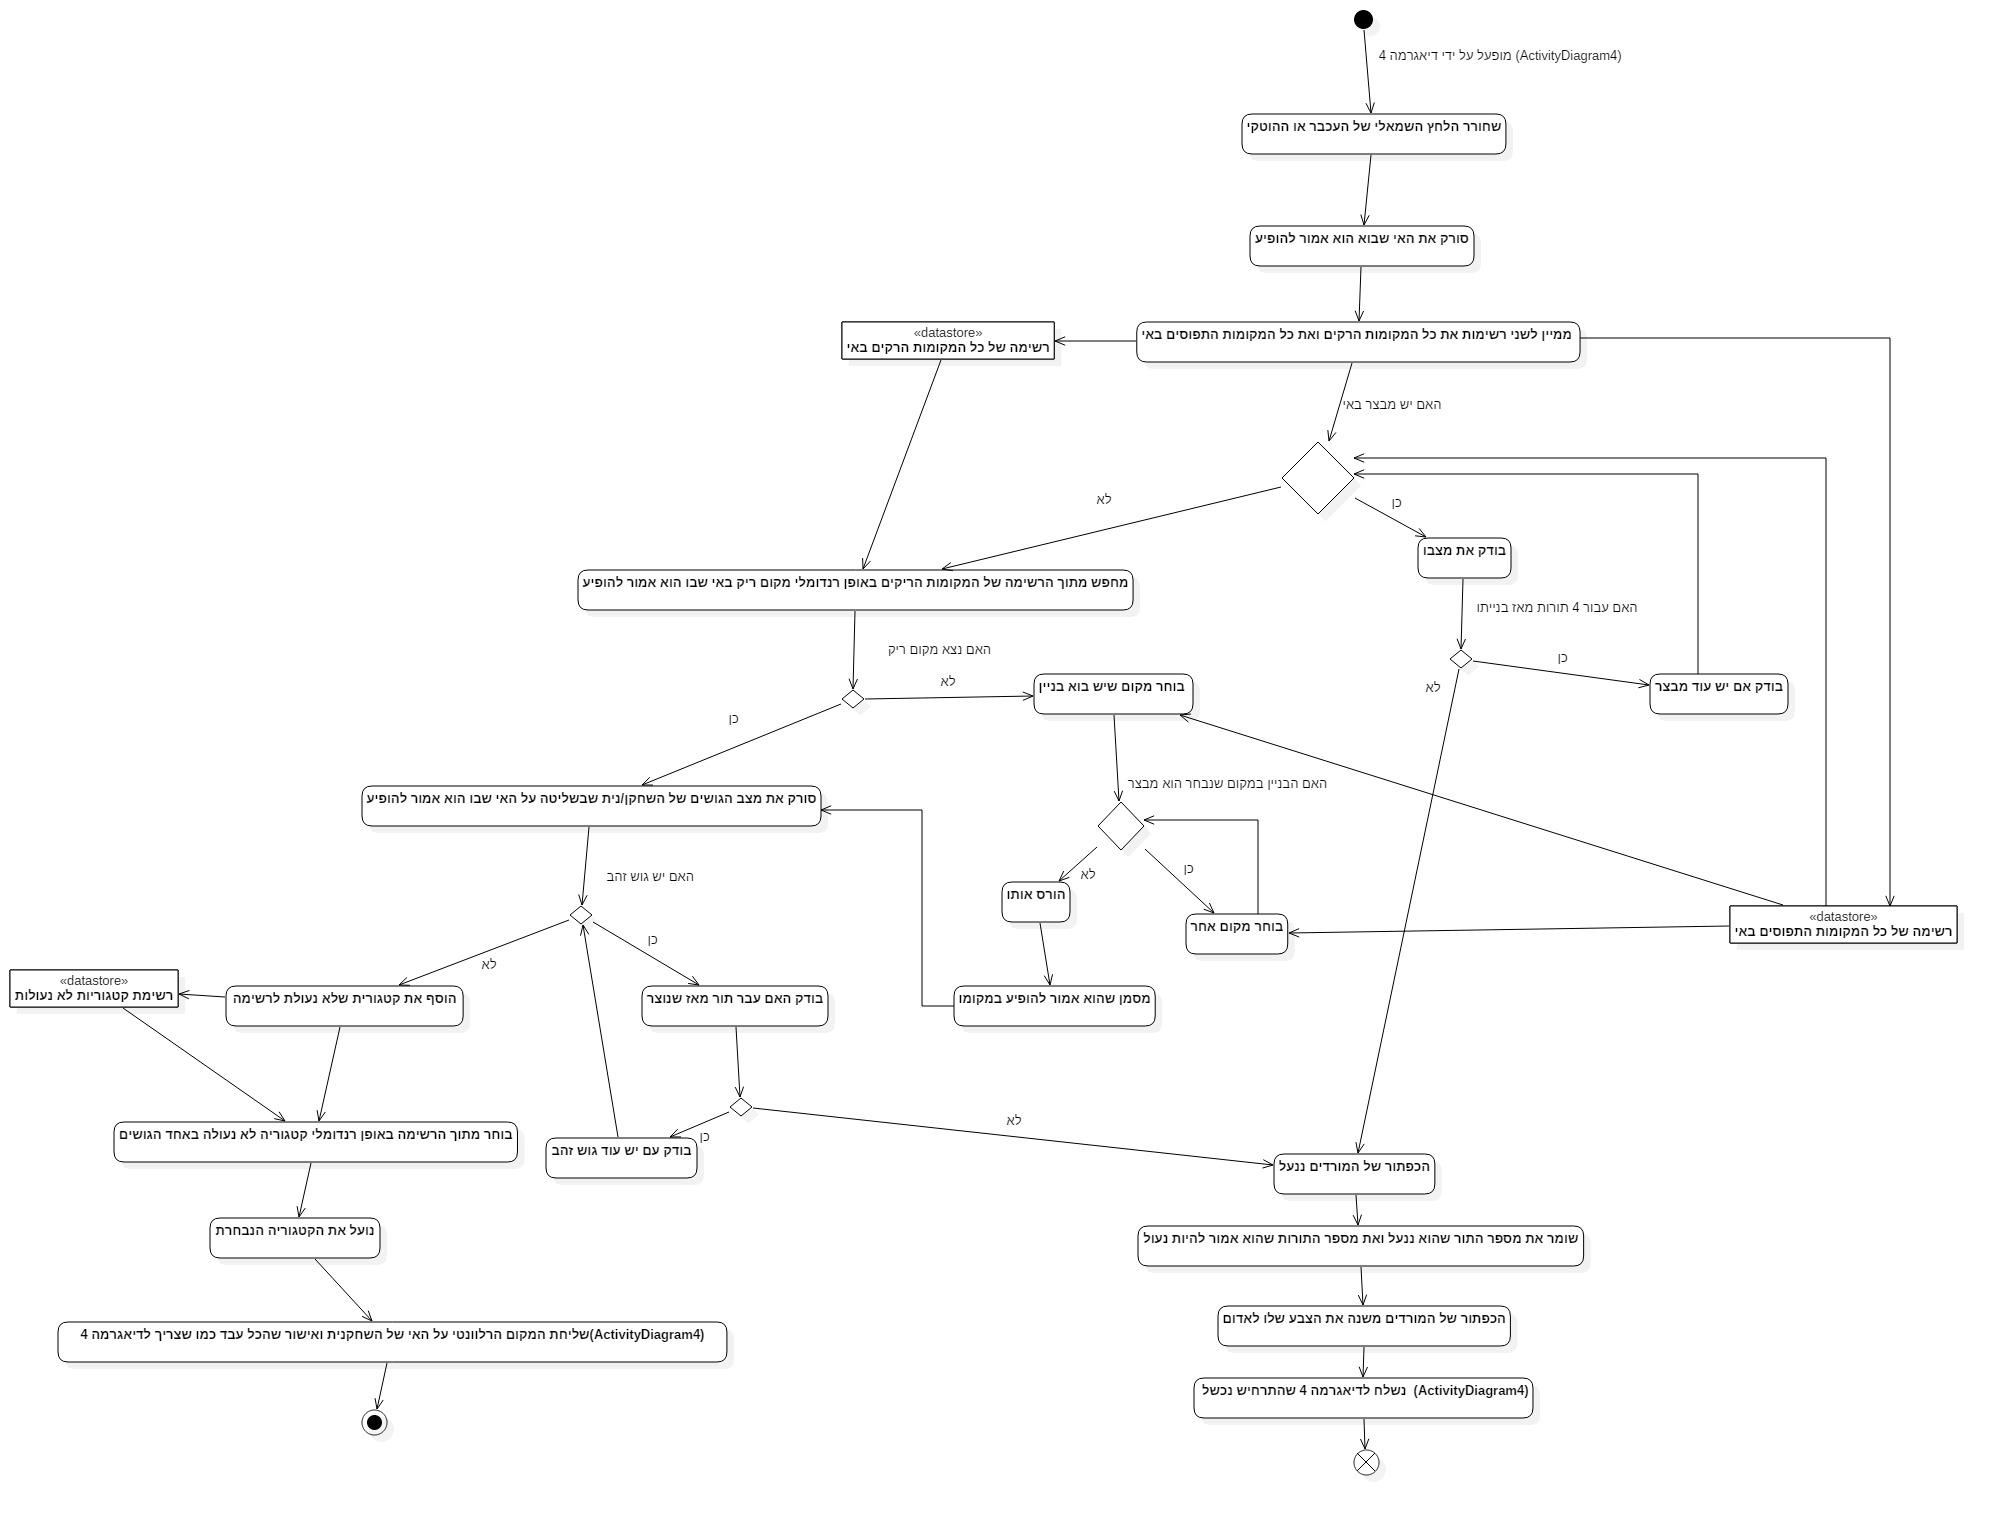 מופעל על ידי דיאגרמה 4 (ActivityDiagram4)
שחורר הלחץ השמאלי של העכבר או ההוטקי
סורק את האי שבוא הוא אמור להופיע
«datastore»
רשימה של כל המקומות הרקים באי
ממיין לשני רשימות את כל המקומות הרקים ואת כל המקומות התפוסים באי
האם יש מבצר באי
לא
כן
בודק את מצבו
מחפש מתוך הרשימה של המקומות הריקים באופן רנדומלי מקום ריק באי שבו הוא אמור להופיע
האם עבור 4 תורות מאז בנייתו
האם נצא מקום ריק
כן
לא
לא
בוחר מקום שיש בוא בניין
בודק אם יש עוד מבצר
כן
האם הבניין במקום שנבחר הוא מבצר
סורק את מצב הגושים של השחקן/נית שבשליטה על האי שבו הוא אמור להופיע
האם יש גוש זהב
כן
לא
הורס אותו
בוחר מקום אחר
«datastore»
רשימה של כל המקומות התפוסים באי
כן
לא
«datastore»
רשימת קטגוריות לא נעולות
הוסף את קטגורית שלא נעולת לרשימה
בודק האם עבר תור מאז שנוצר
מסמן שהוא אמור להופיע במקומו
לא
כן
בוחר מתוך הרשימה באופן רנדומלי קטגוריה לא נעולה באחד הגושים
בודק עם יש עוד גוש זהב
הכפתור של המורדים ננעל
נועל את הקטגוריה הנבחרת
שומר את מספר התור שהוא ננעל ואת מספר התורות שהוא אמור להיות נעול
הכפתור של המורדים משנה את הצבע שלו לאדום
שליחת המקום הרלוונטי על האי של השחקנית ואישור שהכל עבד כמו שצריך לדיאגרמה 4(ActivityDiagram4)
נשלח לדיאגרמה 4 שהתרחיש נכשל (ActivityDiagram4)